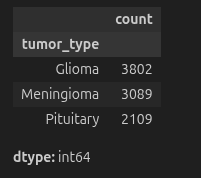 count
tumor_type
Glioma 3802
Meningioma 3089
Pituitary 2109
dtype: int64